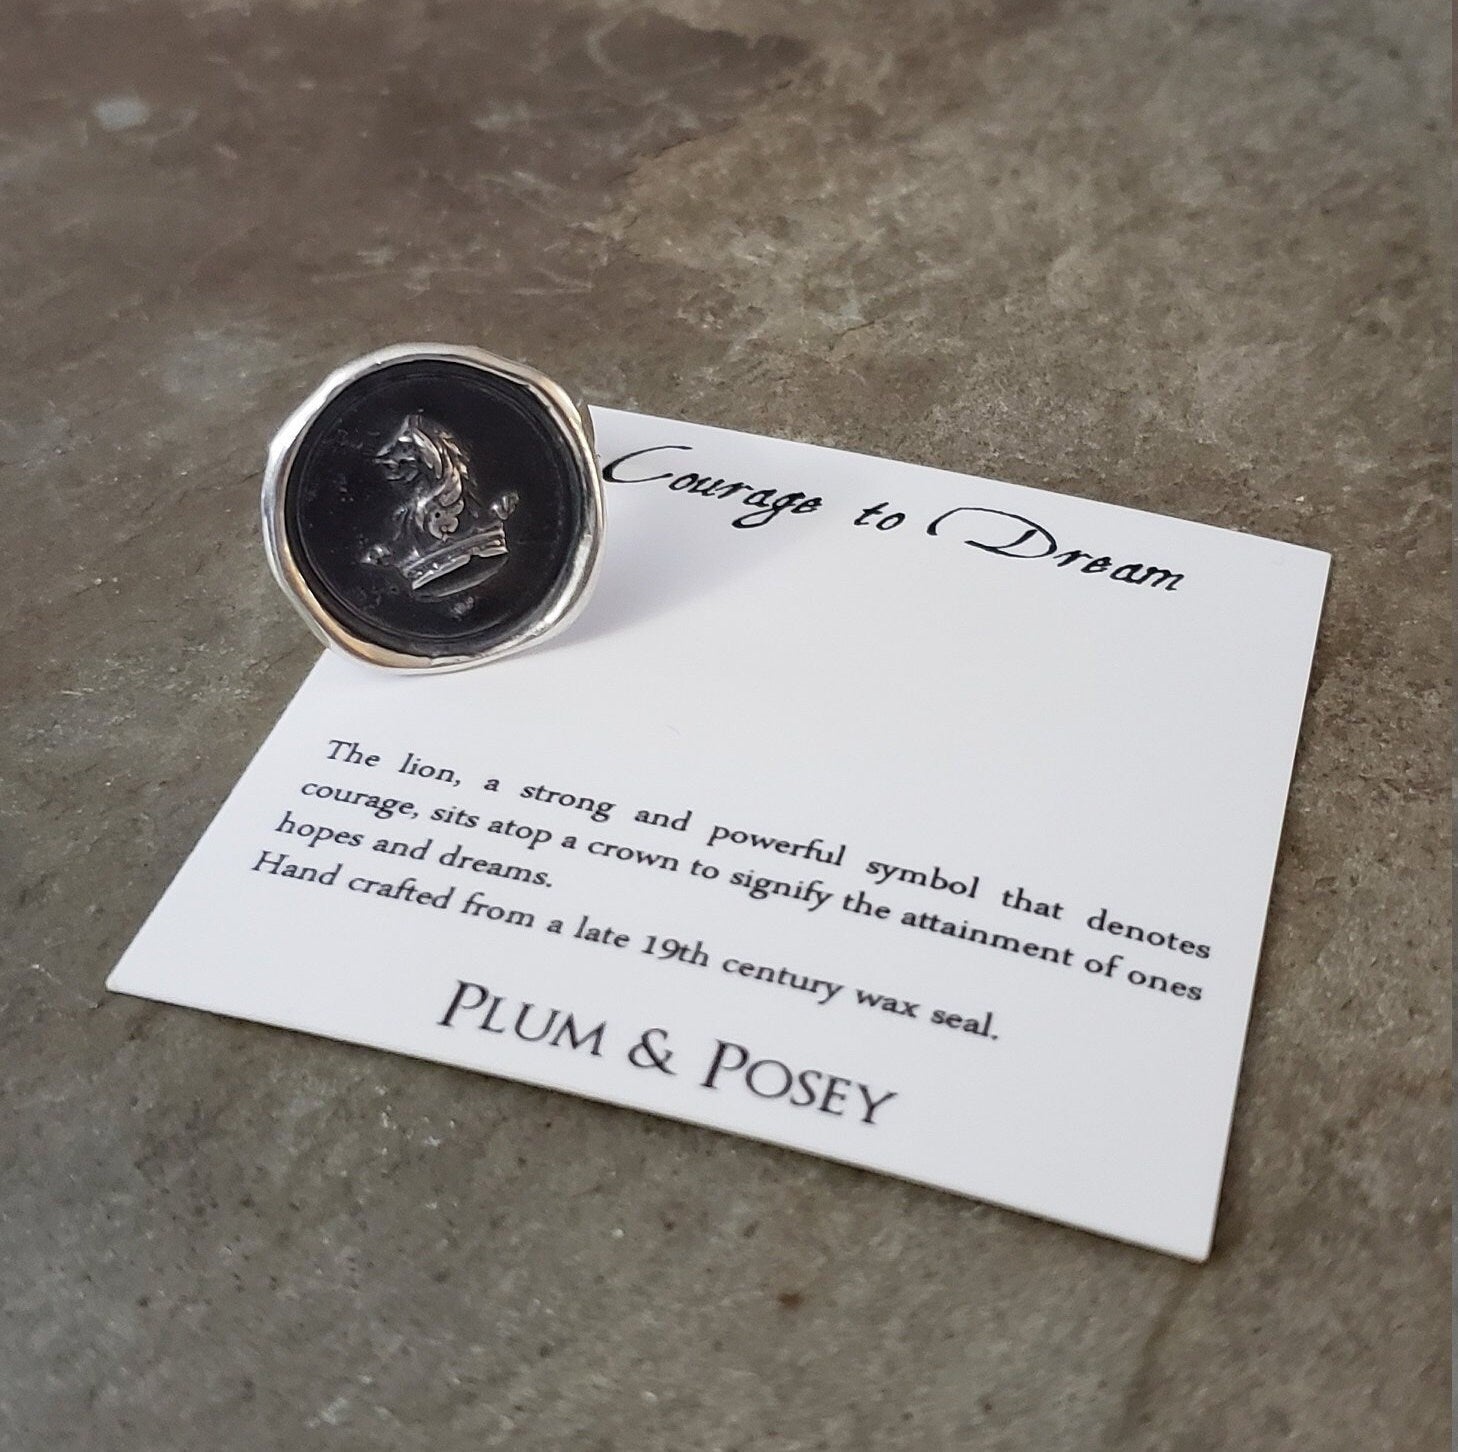 Courage to Dream
The lion, a strong and powerful symbol that denotes
courage, sits atop a crown to signify the attainment of ones
hopes and dreams.
Hand crafted from a late 19th century wax seal.
PLUM & POSEY